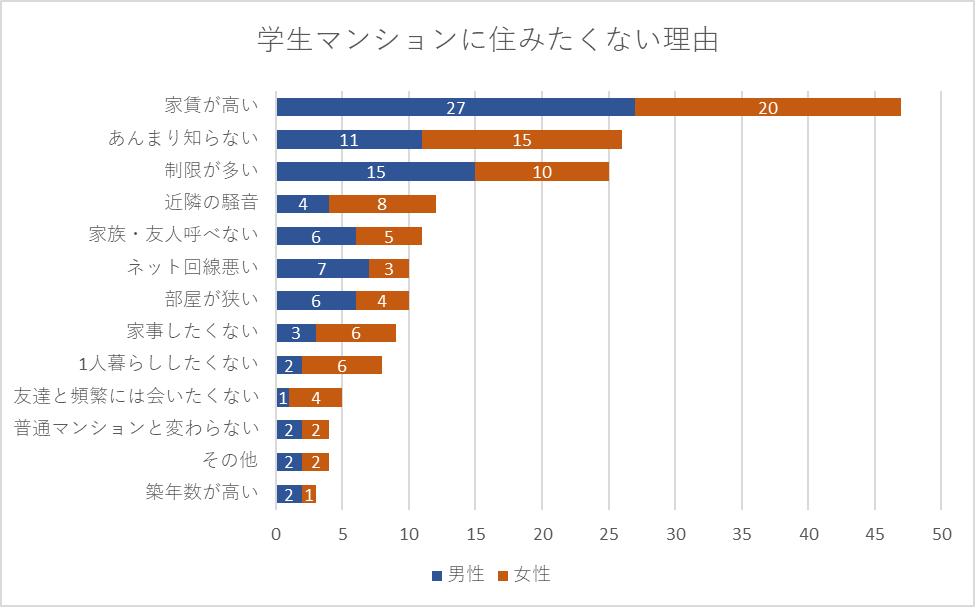 学生マンションに住みたくない理由
家賃が高い 27 20
あんまり知らない 11 15
制限が多い 15 10
近隣の騒音 4 8
家族・友人呼べない 6 5
ネット回線悪い 7 3
部屋が狭い 6 4
家事したくない 3 6
1人暮らししたくない 2 6
友達と頻繁には会いたくない 1 4
普通マンションと変わらない 2 2
その他 2 2
築年数が高い 2 1
0 5 10 15 20 25 30 35 40 45 50
男性 女性